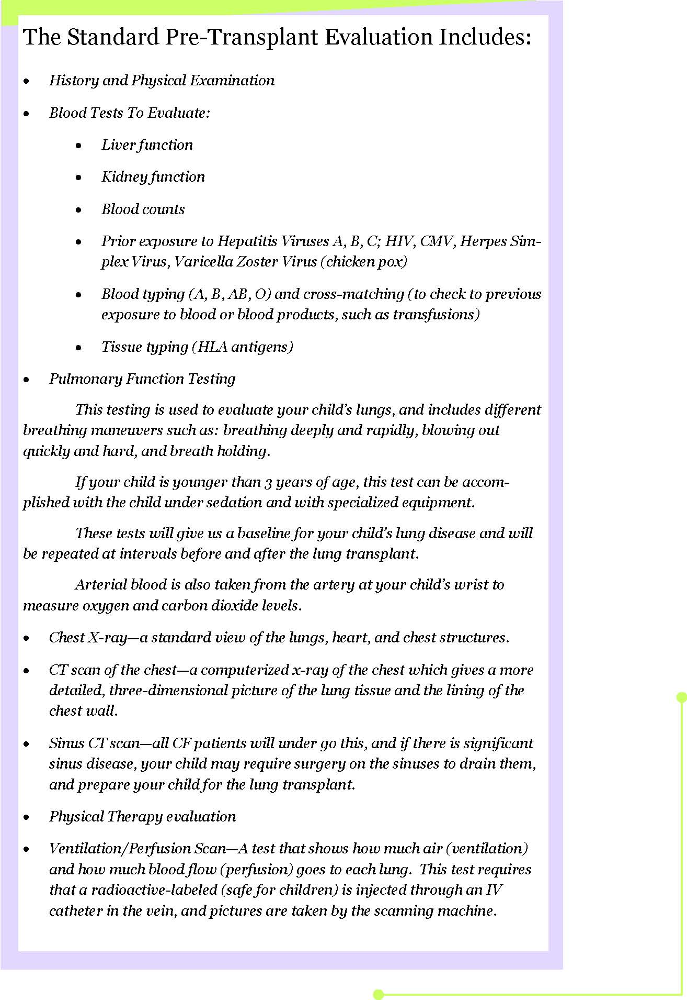 The Standard Pre-Transplant Evaluation Includes:
• History and Physical Examination
• Blood Tests To Evaluate:
• Liver function
• Kidney function
• Blood counts
• Prior exposure to Hepatitis Viruses A, B, C; HIV, CMV, Herpes Sim-
plex Virus, Varicella Zoster Virus (chicken pox)
• Blood typing (A, B, AB, O) and cross-matching (to check to previous
exposure to blood or blood products, such as transfusions)
• Tissue typing (HLA antigens)
• Pulmonary Function Testing
This testing is used to evaluate your child’s lungs, and includes different
breathing maneuvers such as: breathing deeply and rapidly, blowing out
quickly and hard, and breath holding.
If your child is younger than 3 years of age, this test can be accom-
plished with the child under sedation and with specialized equipment.
These tests will give us a baseline for your child’s lung disease and will
be repeated at intervals before and after the lung transplant.
Arterial blood is also taken from the artery at your child’s wrist to
measure oxygen and carbon dioxide levels.
• Chest X-ray—a standard view of the lungs, heart, and chest structures.
• CT scan of the chest—a computerized x-ray of the chest which gives a more
detailed, three-dimensional picture of the lung tissue and the lining of the
chest wall.
• Sinus CT scan—all CF patients will under go this, and if there is significant
sinus disease, your child may require surgery on the sinuses to drain them,
and prepare your child for the lung transplant.
• Physical Therapy evaluation
• Ventilation/Perfusion Scan—A test that shows how much air (ventilation)
and how much blood flow (perfusion) goes to each lung.  This test requires
that a radioactive-labeled (safe for children) is injected through an IV
catheter in the vein, and pictures are taken by the scanning machine.